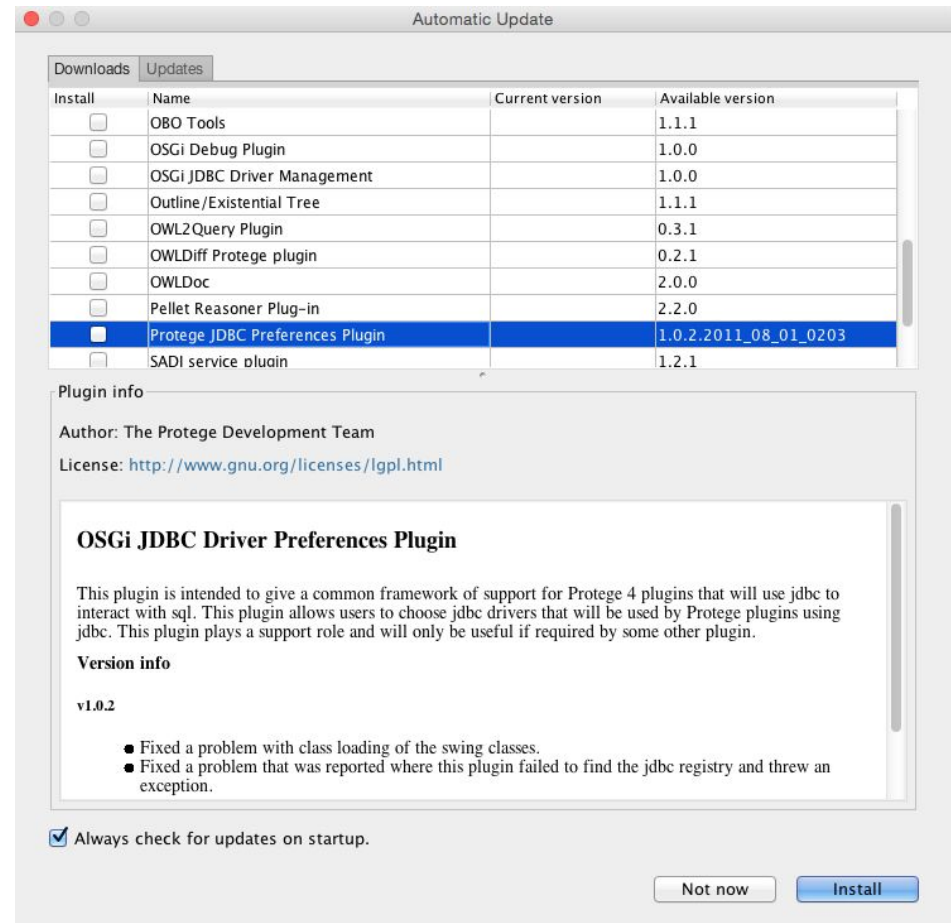 Automatic Update
Downloads Updates
Install Name Current version Available version
OBO Tools 1.1.1
OSGi Debug Plugin 1.0.0
OSGi JDBC Driver Management 1.0.0
Outline/Existential Tree 1.1.1
OWL2Query Plugin 0.3.1
OWLDiff Protege plugin 0.2.1
OWLDoc 2.0.0
Pellet Reasoner Plug-in 2.2.0
Protege JDBC Preferences Plugin 1.0.2.2011_08_01_0203
SADI service plugin 1.2.1
Plugin info
Author: The Protege Development Team
License: http://www.gnu.org/licenses/lgpl.html
OSGi JDBC Driver Preferences Plugin
This plugin is intended to give a common framework of support for Protege 4 plugins that will use jdbc to
interact with sql. This plugin allows users to choose jdbc drivers that will be used by Protege plugins using
jdbc. This plugin plays a support role and will only be useful if required by some other plugin.
Version info
v1.0.2
Fixed a problem with class loading of the swing classes.
Fixed a problem that was reported where this plugin failed to find the jdbc registry and threw an
exception.
Always check for updates on startup.
Not now Install